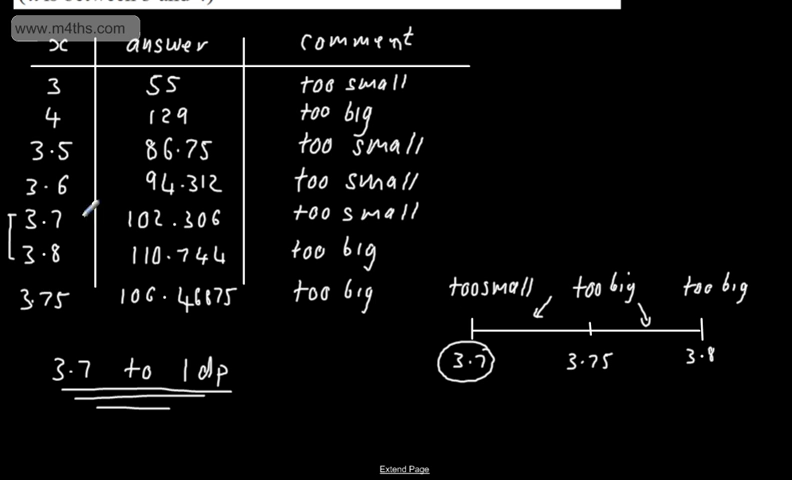 www.m4ths.com
x answer comment
3 55 too small
4 129 too big
3.5 86.75 too small
3.6 94.312 too small
3.7 102.306 too small
3.8 110.744 too big
3.75 106.46875 too big
too small too big too big
3.7 3.75 3.8
3.7 to 1dp
Extend Page